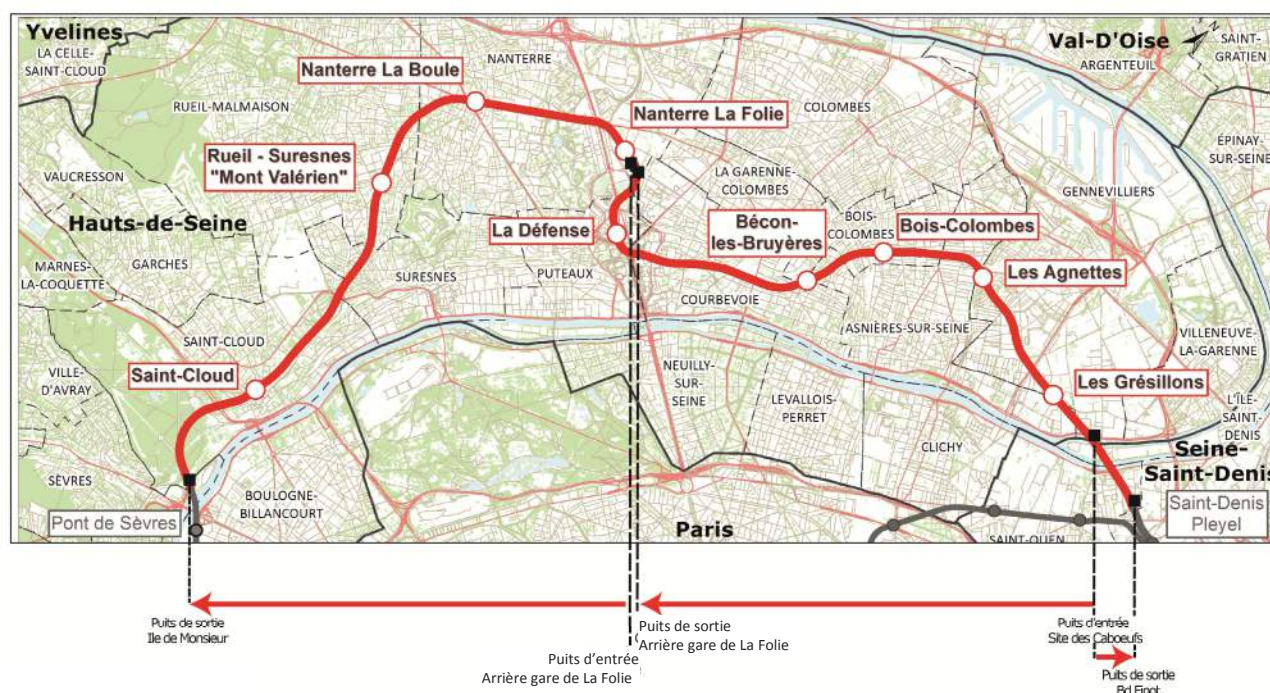 Yvelines
LA CELLE-
SAINT-CLOUD
NANTERRE
Val-D'Oise
ARGENTEUIL
SAINT-
GRATIEN
Nanterre La Boule
RUEIL-MALMAISON
COLOMBES
Nanterre La Folie
ÉPINAY-
SUR-SEINE
Rueil - Suresnes
"Mont Valérien"
VAUCRESSON
LA GARENNE-
COLOMBES
GENNEVILLIERS
Hauts-de-Seine
La Défense
Bécon-
les-Bruyères
BOIS-
COLOMBES
Bois-Colombes
MARNES-
LA-COQUETTE
GARCHES
SURESNES
PUTEAUX
Les Agnettes
COURBEVOIE
ASNIÈRES-SUR-SEINE
VILLENEUVE-
LA-GARENNE
SAINT-CLOUD
VILLE-
D'AVRAY
Saint-Cloud
NEUILLY-
SUR-
SEINE
LEVALLOIS-
PERRET
Les Grésillons
L'ÎLE-
SAINT-
DENIS
CLICHY
Seine-
Saint-Denis
SÈVRES
BOULOGNE-
BILLANCOURT
Pont de Sèvres
Paris
SAINT-OUEN
Saint-Denis
Pleyel
Puits de sortie
Ile de Monsieur
Puits de sortie
Arrière gare de La Folie
Puits d'entrée
Site des Caboeufs
Puits d'entrée
Arrière gare de La Folie
Puits de sortie
Bd Finot